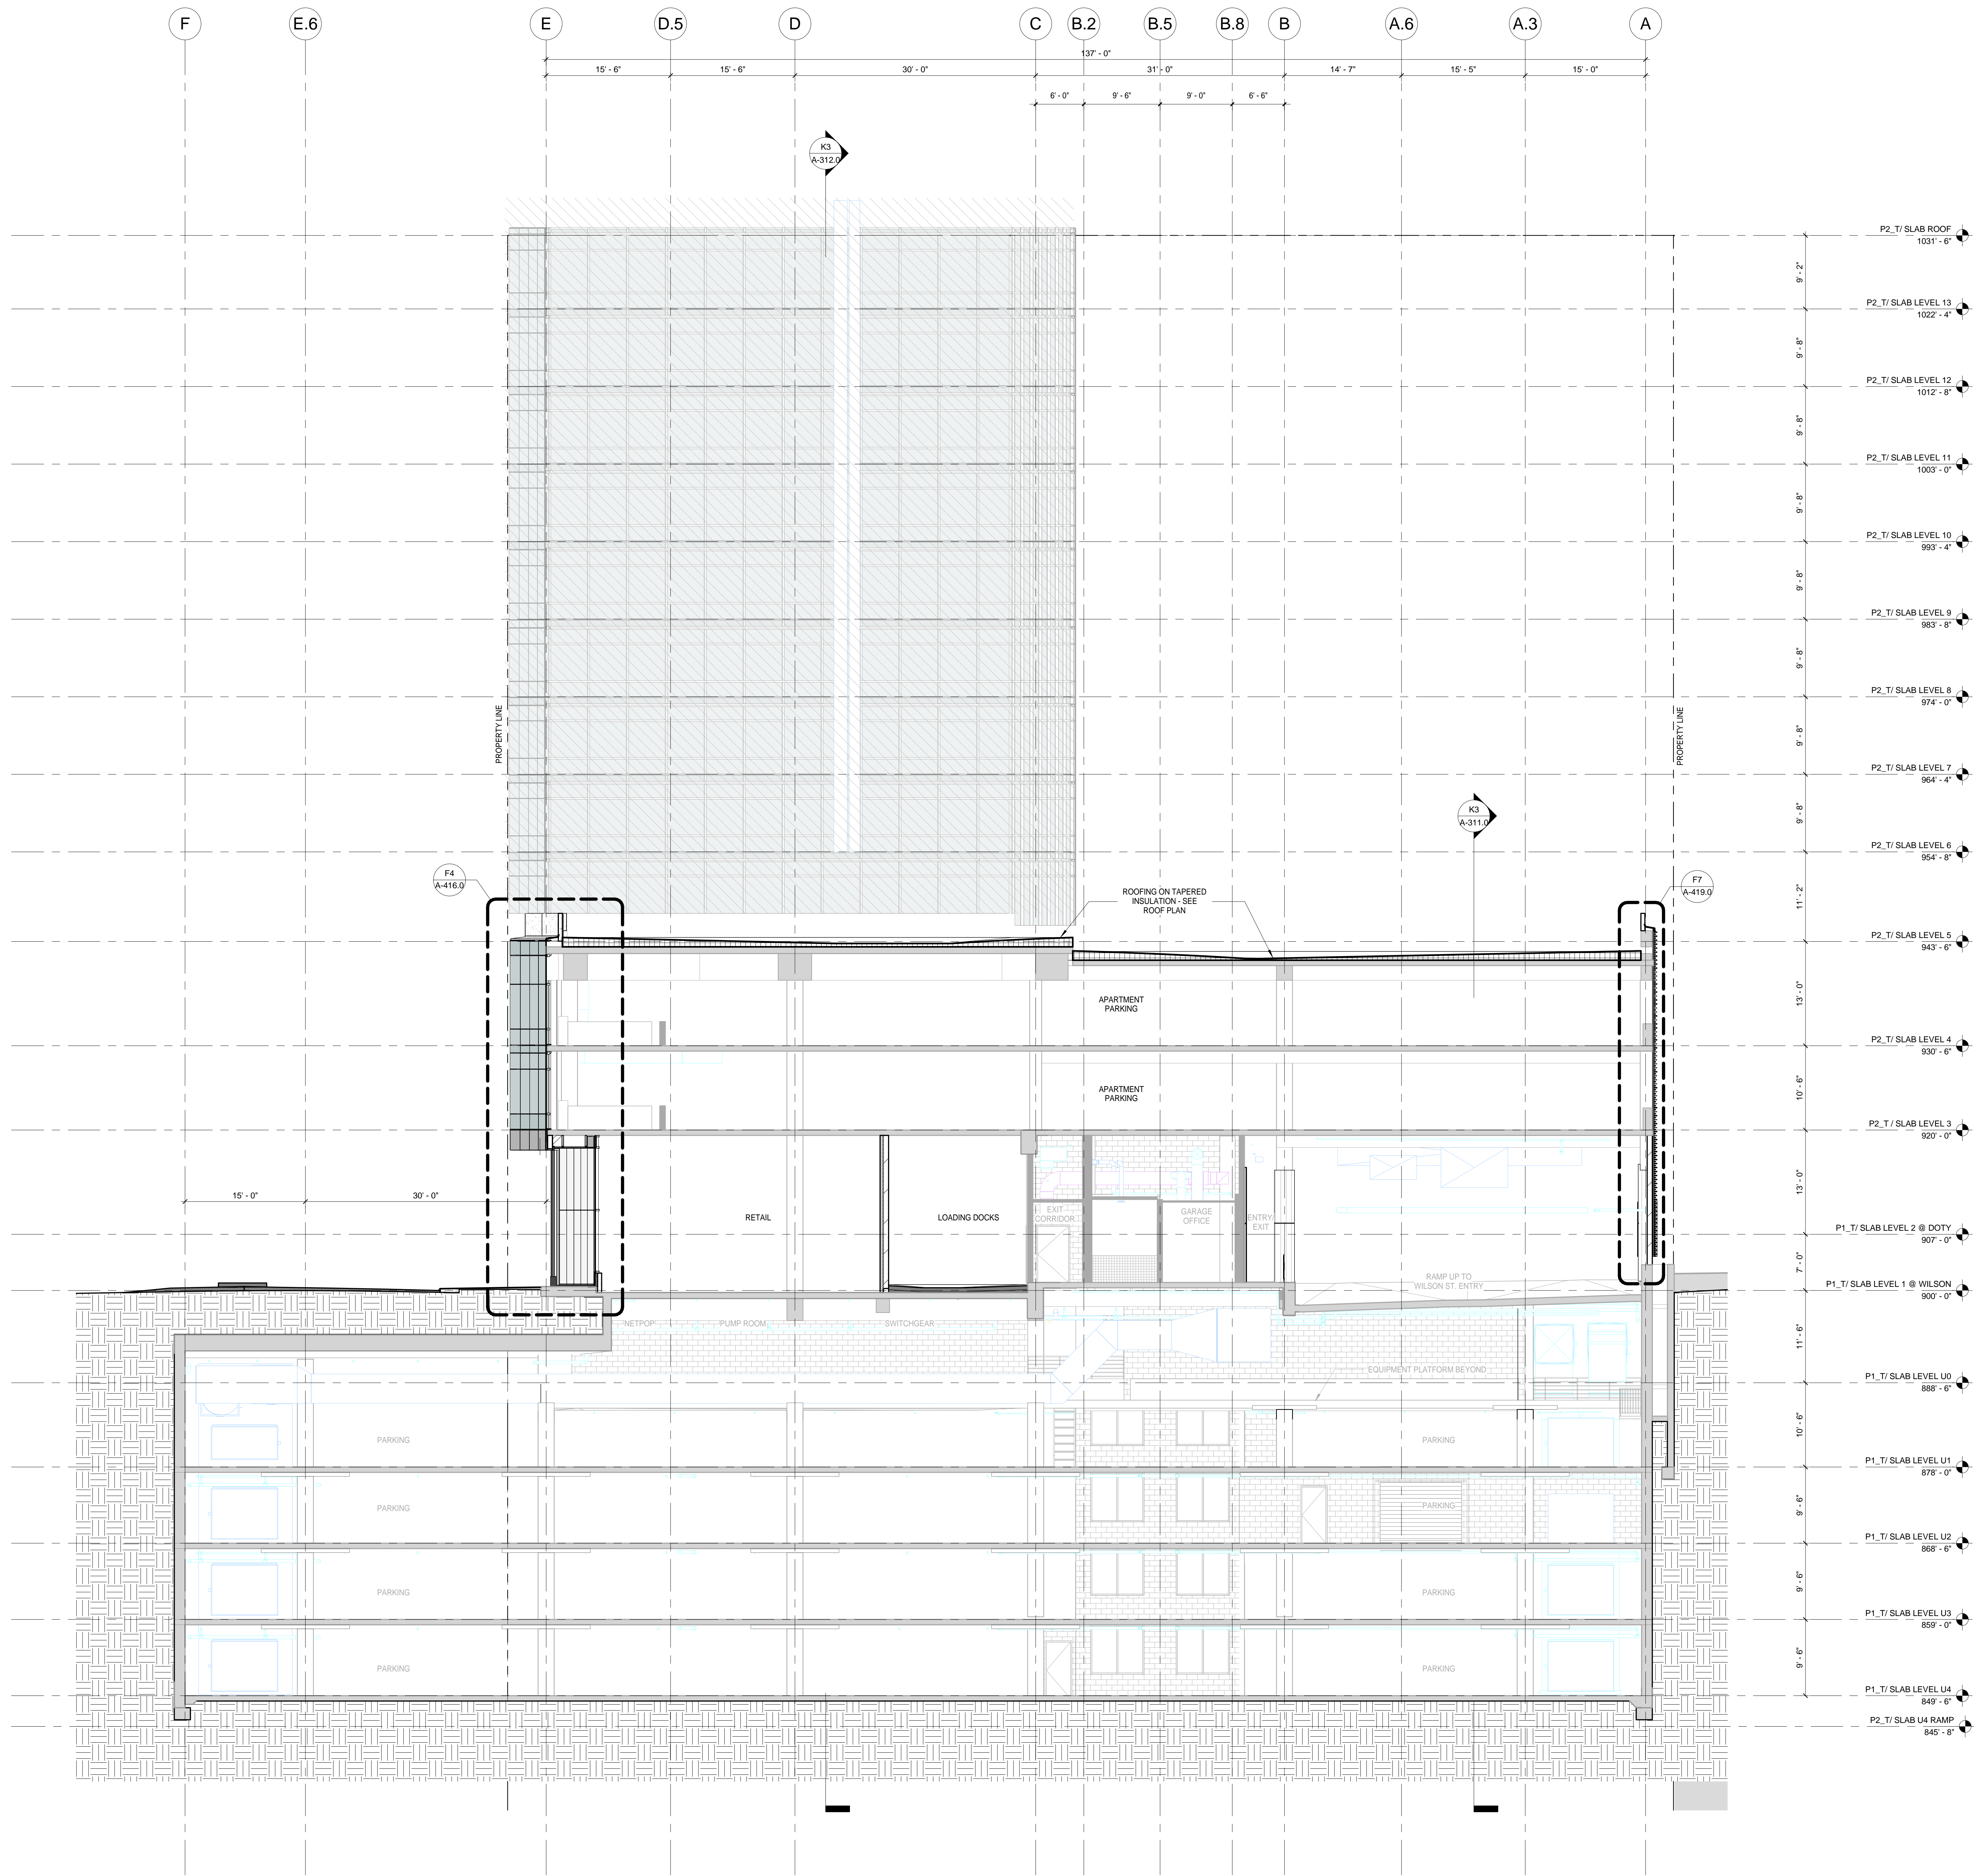 F
E.6
E
D.5
D
C
B.2
B.5
B.8
B
A.6
A.3
A
137' - 0"
15' - 6"
15' - 6"
30' - 0"
31' - 0"
14' - 7"
15' - 5"
15' - 0"
6' - 0"
9' - 6"
9' - 0"
6' - 6"
K3
A-312.0
P2_T/ SLAB ROOF
1031' - 6"
9' - 2"
P2_T/ SLAB LEVEL 13
1022' - 4"
9' - 8"
P2_T/ SLAB LEVEL 12
1012' - 8"
9' - 8"
P2_T/ SLAB LEVEL 11
1003' - 0"
9' - 8"
P2_T/ SLAB LEVEL 10
993' - 4"
9' - 8"
P2_T/ SLAB LEVEL 9
983' - 8"
9' - 8"
P2_T/ SLAB LEVEL 8
974' - 0"
PROPERTY LINE
PROPERTY LINE
9' - 8"
P2_T/ SLAB LEVEL 7
964' - 4"
9' - 8"
K3
A-311.0
P2_T/ SLAB LEVEL 6
954' - 8"
F4
A-416.0
F7
A-419.0
ROOFING ON TAPERED
INSULATION - SEE
ROOF PLAN
11' - 2"
P2_T/ SLAB LEVEL 5
943' - 6"
APARTMENT
PARKING
13' - 0"
P2_T/ SLAB LEVEL 4
930' - 6"
APARTMENT
PARKING
10' - 6"
P2_T / SLAB LEVEL 3
920' - 0"
13' - 0"
15' - 0"
30' - 0"
RETAIL
LOADING DOCKS
EXIT
CORRIDOR
GARAGE
OFFICE
ENTRY/
EXIT
P1_T/ SLAB LEVEL 2 @ DOTY
907' - 0"
7' - 0"
RAMP UP TO
WILSON ST. ENTRY
P1_T/ SLAB LEVEL 1 @ WILSON
900' - 0"
NETPOP
PUMP ROOM
SWITCHGEAR
11' - 6"
EQUIPMENT PLATFORM BEYOND
P1_T/ SLAB LEVEL U0
888' - 6"
PARKING
PARKING
10' - 6"
P1_T/ SLAB LEVEL U1
878' - 0"
PARKING
PARKING
9' - 6"
P1_T/ SLAB LEVEL U2
868' - 6"
PARKING
PARKING
9' - 6"
P1_T/ SLAB LEVEL U3
859' - 0"
PARKING
PARKING
9' - 6"
P1_T/ SLAB LEVEL U4
849' - 6"
P2_T/ SLAB U4 RAMP
845' - 8"